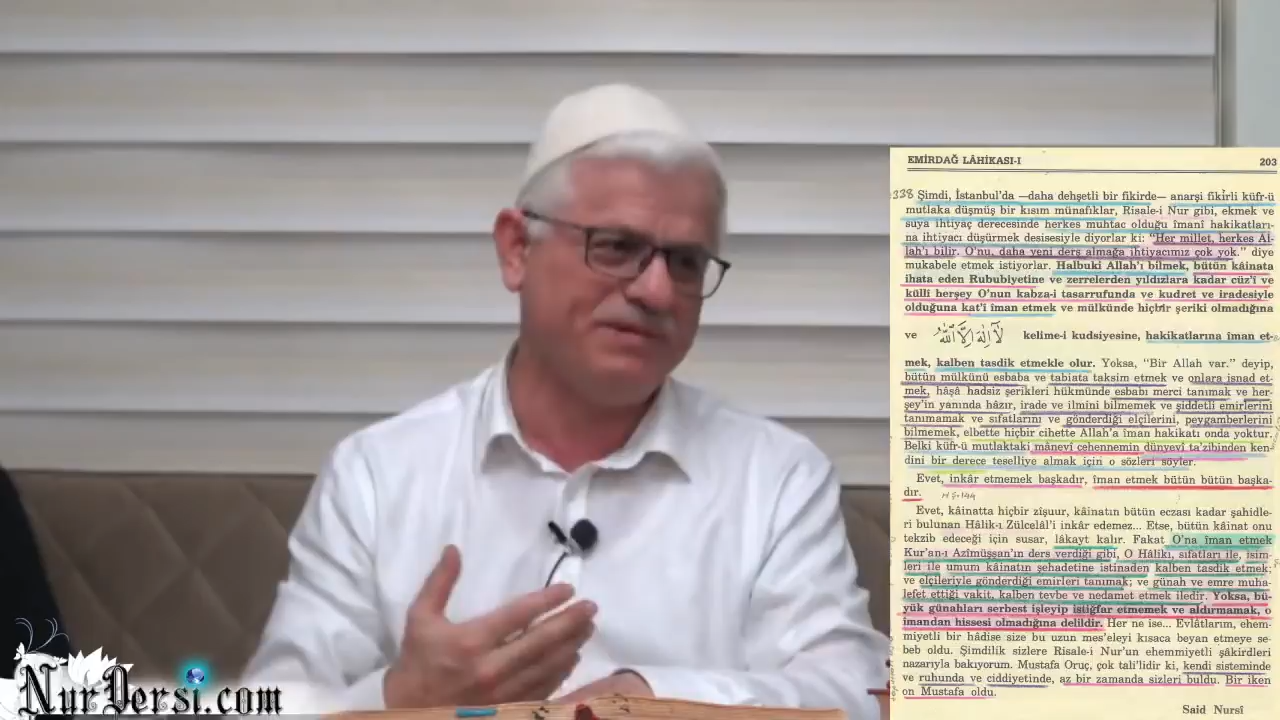 EMİRDAĞ LÂHİKASI-I 203
338 Şimdi, İstanbul'da —daha dehşetli bir fikirde— anarşi fikirli küfr-ü
mutlaka düşmüş bir kısım münafıklar, Risale-i Nur gibi, ekmek ve
suya ihtiyaç derecesinde herkes muhtac olduğu îmanî hakikatları-
na ihtiyacı düşürmek desisesiyle diyorlar ki: "Her millet, herkes Al-
lah'ı bilir. O'nu, daha yeni ders almağa ihtiyacımız çok yok." diye
mukabele etmek istiyorlar. Halbuki Allah'ı bilmek, bütün kâinata
ihata eden Rububiyetine ve zerrelerden yıldızlara kadar cüz'î ve
küllî herşey O'nun kabza-i tasarrufunda ve kudret ve iradesiyle
olduğuna kat'î îman etmek ve mülkünde hiçbir şeriki olmadığına
ve لَآ اِلٰهَ اِلَّا اللّٰهُ kelime-i kudsiyesine, hakikatlarına îman et-
mek, kalben tasdik etmekle olur. Yoksa, "Bir Allah var." deyip,
bütün mülkünü esbaba ve tabiata taksim etmek ve onlara isnad et-
mek, hâşâ hadsiz şerikleri hükmünde esbabı merci tanımak ve her-
şey'in yanında hâzır, irade ve ilmini bilmemek ve şiddetli emirlerini
tanımamak ve sıfatlarını ve gönderdiği elçilerini, peygamberlerini
bilmemek, elbette hiçbir cihette Allah'a îman hakikatı onda yoktur.
Belki küfr-ü mutlaktaki mânevî cehennemin dünyevî ta'zibinden ken-
dini bir derece teselliye almak için o sözleri söyler.
Evet, inkâr etmemek başkadır, îman etmek bütün bütün başka-
dır.
Evet, kâinatta hiçbir zîşuur, kâinatın bütün eczası kadar şahidle-
ri bulunan Hâlik-ı Zülcelâl'i inkâr edemez... Etse, bütün kâinat onu
tekzib edeceği için susar, lâkayt kalır. Fakat O'na îman etmek
Kur'an-ı Azîmüşşan'ın ders verdiği gibi, O Hâlikı, sıfatları ile, isim-
leri ile umum kâinatın şehadetine istinaden kalben tasdik etmek;
ve elçileriyle gönderdiği emirleri tanımak; ve günah ve emre muha-
lefet ettiği vakit, kalben tevbe ve nedamet etmek iledir. Yoksa, bü-
yük günahları serbest işleyip istiğfar etmemek ve aldırmamak, o
îmandan hissesi olmadığına delildir. Her ne ise... Evlâtlarım, ehem-
miyetli bir hâdise size bu uzun mes'eleyi kısaca beyan etmeye se-
beb oldu. Şimdilik sizlere Risale-i Nur'un ehemmiyetli şâkirdleri
nazarıyla bakıyorum. Mustafa Oruç, çok tali'lidir ki, kendi sisteminde
ve ruhunda ve ciddiyetinde, az bir zamanda sizleri buldu. Bir iken
on Mustafa oldu.
Said Nursî
NurDersi.com